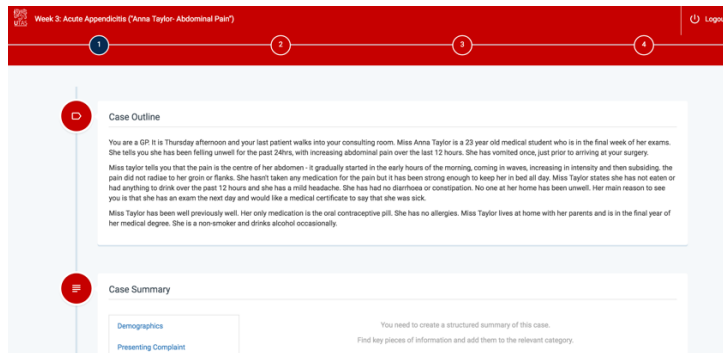 UTAS
Week 3: Acute Appendicitis ("Anna Taylor- Abdominal Pain")
Logou
1
2
3
4
Case Outline
You are a GP. It is Thursday afternoon and your last patient walks into your consulting room. Miss Anna Taylor is a 23 year old medical student who is in the final week of her exams.
She tells you she has been felling unwell for the past 24hrs, with increasing abdominal pain over the last 12 hours. She has vomited once, just prior to arriving at your surgery.
Miss taylor tells you that the pain is the centre of her abdomen - it gradually started in the early hours of the morning, coming in waves, increasing in intensity and then subsiding. the
pain did not radise to her groin or flanks. She hasn't taken any medication for the pain but it has been strong enough to keep her in bed all day. Miss Taylor states she has not eaten or
had anything to drink over the past 12 hours and she has a mild headache. She has had no diarrhoea or constipation. No one at her home has been unwell. Her main reason to see
you is that she has an exam the next day and would like a medical certificate to say that she was sick.
Miss Taylor has been well previously well. Her only medication is the oral contraceptive pill. She has no allergies. Miss Taylor lives at home with her parents and is in the final year of
her medical degree. She is a non-smoker and drinks alcohol occasionally.
Case Summary
Demographics
Presenting Complaint
You need to create a structured summary of this case.
Find key pieces of information and add them to the relevant category.